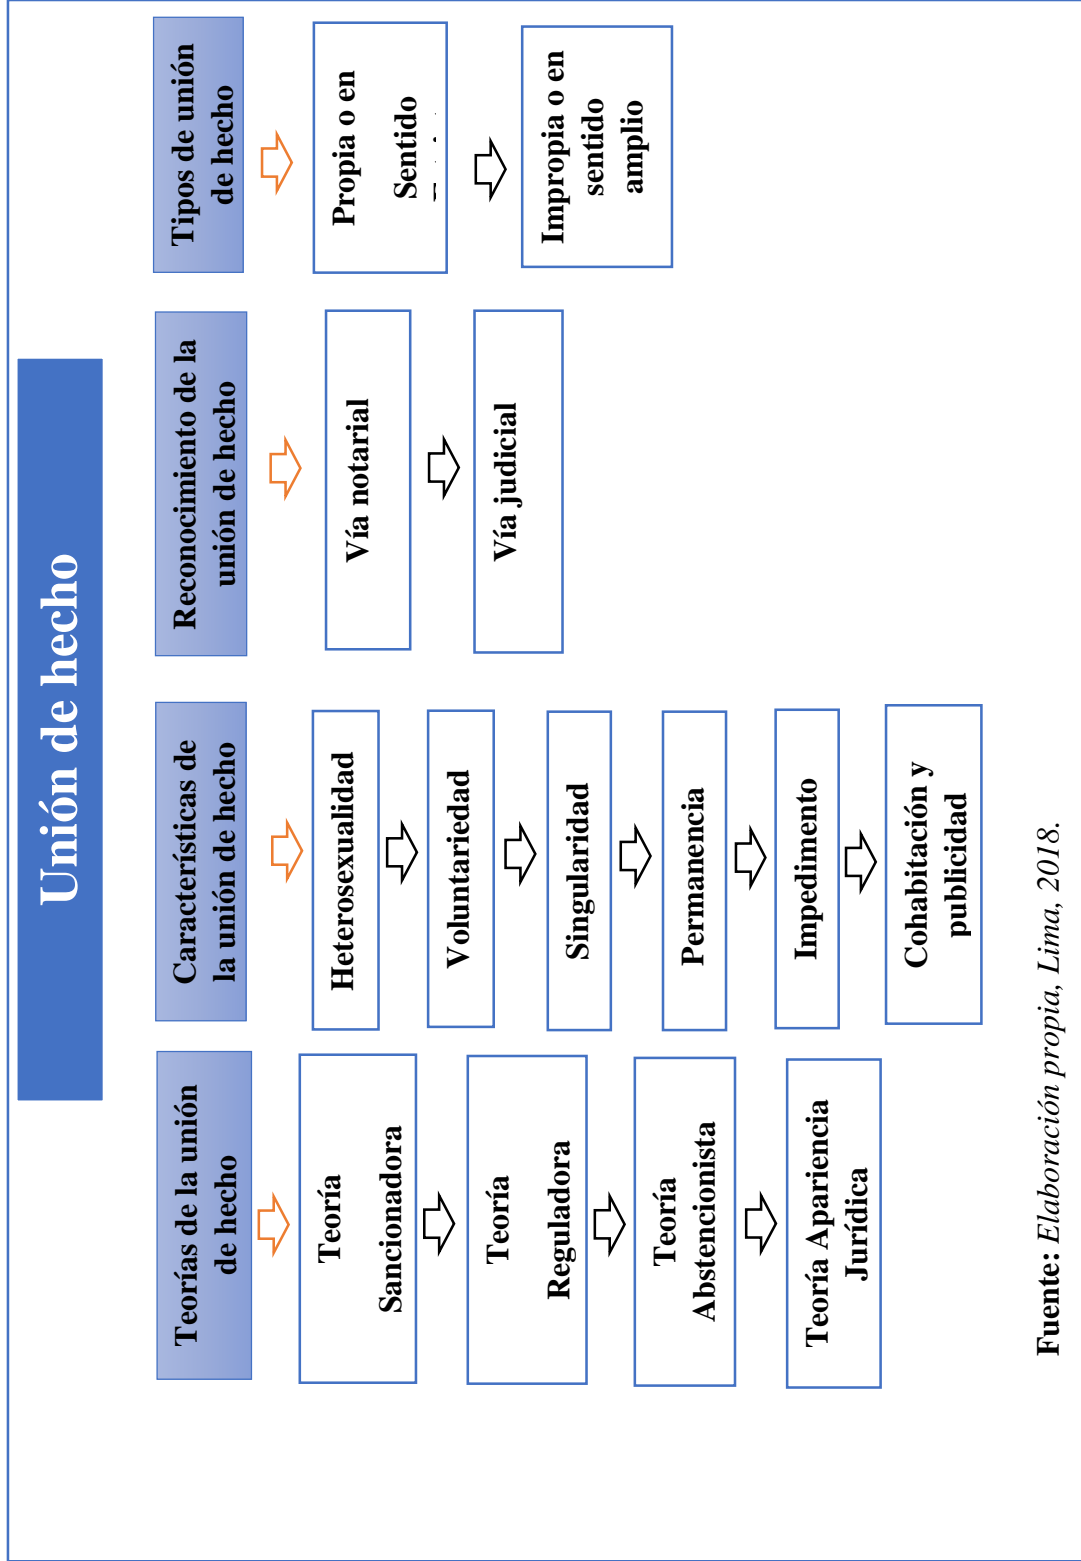 Unión de hecho
Teorías de la unión
de hecho
Teoría
Sancionadora
Teoría
Reguladora
Teoría
Abstencionista
Teoría Apariencia
Jurídica
Características de
la unión de hecho
Heterosexualidad
Voluntariedad
Singularidad
Permanencia
Impedimento
Cohabitación y
publicidad
Reconocimiento de la
unión de hecho
Vía notarial
Vía judicial
Tipos de unión
de hecho
Propia o en
Sentido
Impropia o en
sentido
amplio
Fuente: Elaboración propia, Lima, 2018.